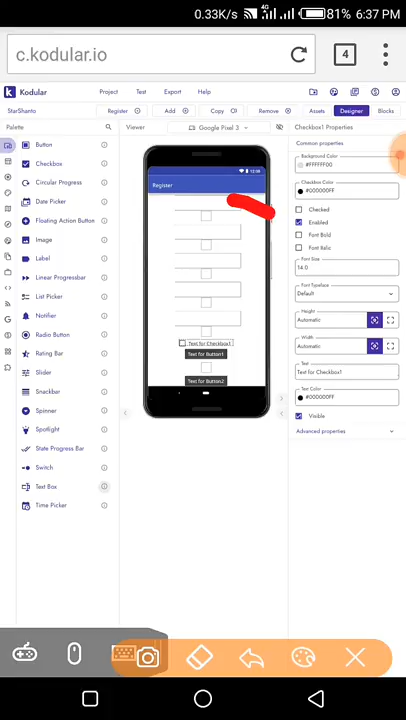 0.33K/s 4G 81% 6:37 PM
c.kodular.io 4
Kodular Project Test Export Help
StarShanto Register Add Copy Remove Assets Designer Blocks
Palette Viewer Google Pixel 3 Checkbox1 Properties
Common properties
Button
Checkbox
Circular Progress
Date Picker
Floating Action Button
Image
Label
Linear Progressbar
List Picker
Notifier
Radio Button
Rating Bar
Slider
Snackbar
Spinner
Spotlight
State Progress Bar
Switch
Text Box
Time Picker
Register
Text for Checkbox1
Text for Button1
Text for Button2
Background Color
#FFFFFF00
Checkbox Color
#000000FF
Checked
Enabled
Font Bold
Font Italic
Font Size
14.0
Font Typeface
Default
Height
Automatic
Width
Automatic
Text
Text for Checkbox1
Text Color
#000000FF
Visible
Advanced properties